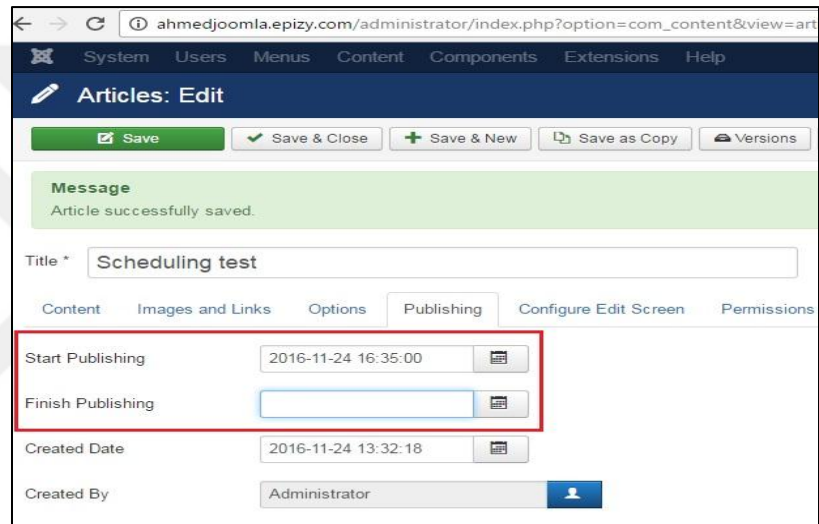 ahmedjoomla.epizy.com/administrator/index.php?option=com_content&view=art
System Users Menus Content Components Extensions Help
Articles: Edit
Save Save & Close Save & New Save as Copy Versions
Message
Article successfully saved.
Title * Scheduling test
Content Images and Links Options Publishing Configure Edit Screen Permissions
Start Publishing 2016-11-24 16:35:00
Finish Publishing
Created Date 2016-11-24 13:32:18
Created By Administrator